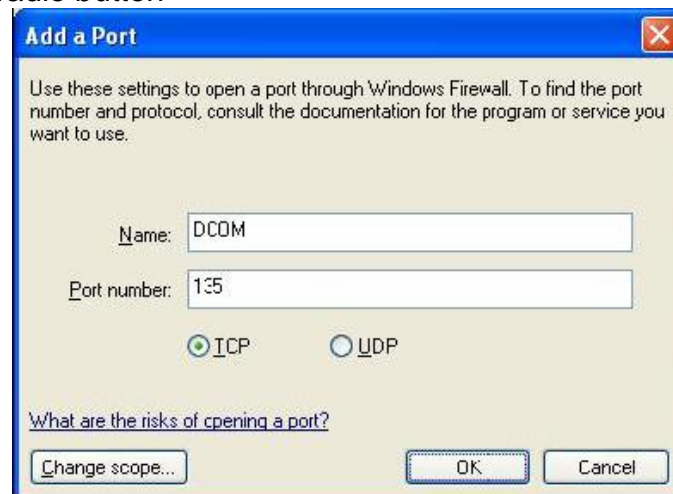 radio button
Add a Port
Use these settings to open a port through Windows Firewall. To find the port
number and protocol, consult the documentation for the program or service you
want to use.
Name: DCOM
Port number: 135
TCP UDP
What are the risks of opening a port?
Change scope... OK Cancel